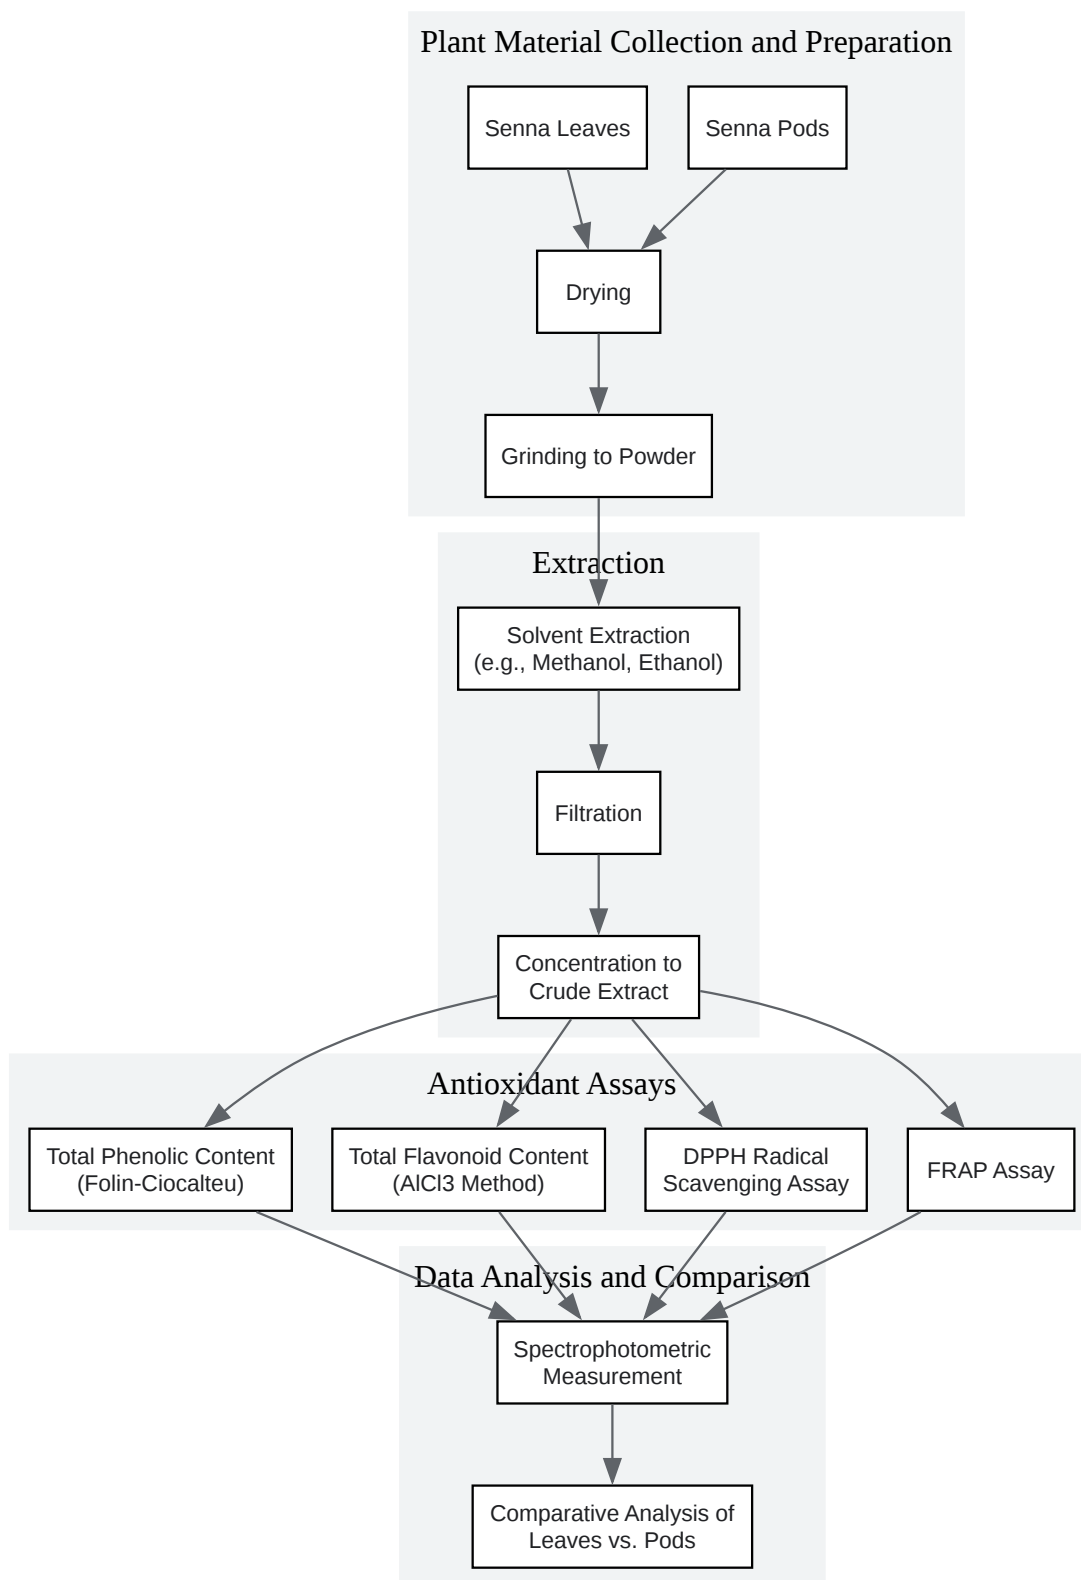 Plant Material Collection and Preparation
Senna Leaves
Senna Pods
Drying
Grinding to Powder
Extraction
Solvent Extraction
(e.g., Methanol, Ethanol)
Filtration
Concentration to
Crude Extract
Antioxidant Assays
Total Phenolic Content
(Folin-Ciocalteu)
Total Flavonoid Content
(AlCl3 Method)
DPPH Radical
Scavenging Assay
FRAP Assay
Data Analysis and Comparison
Spectrophotometric
Measurement
Comparative Analysis of
Leaves vs. Pods